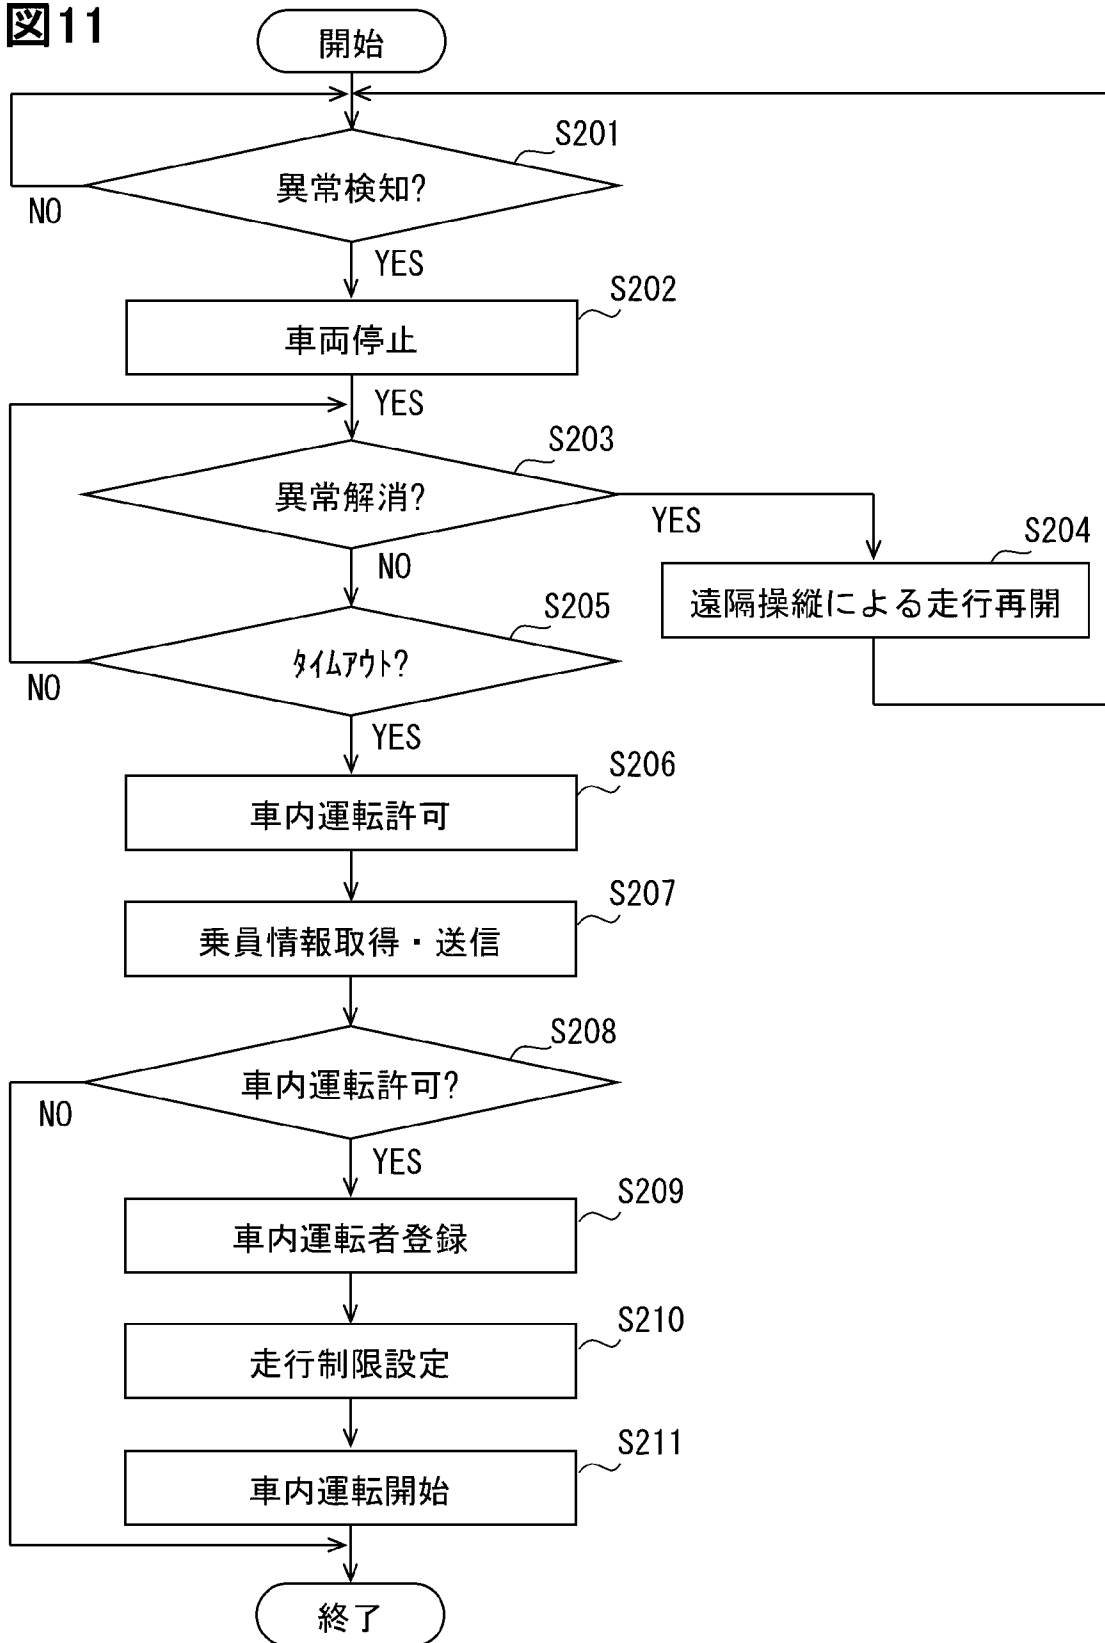 図11
開始
S201
異常検知?
NO
YES
S202
車両停止
YES
S203
異常解消?
YES
NO
S204
遠隔操縦による走行再開
S205
ﾀｲﾑｱｳﾄ?
NO
YES
S206
車内運転許可
S207
乗員情報取得・送信
S208
車内運転許可?
NO
YES
S209
車内運転者登録
S210
走行制限設定
S211
車内運転開始
終了